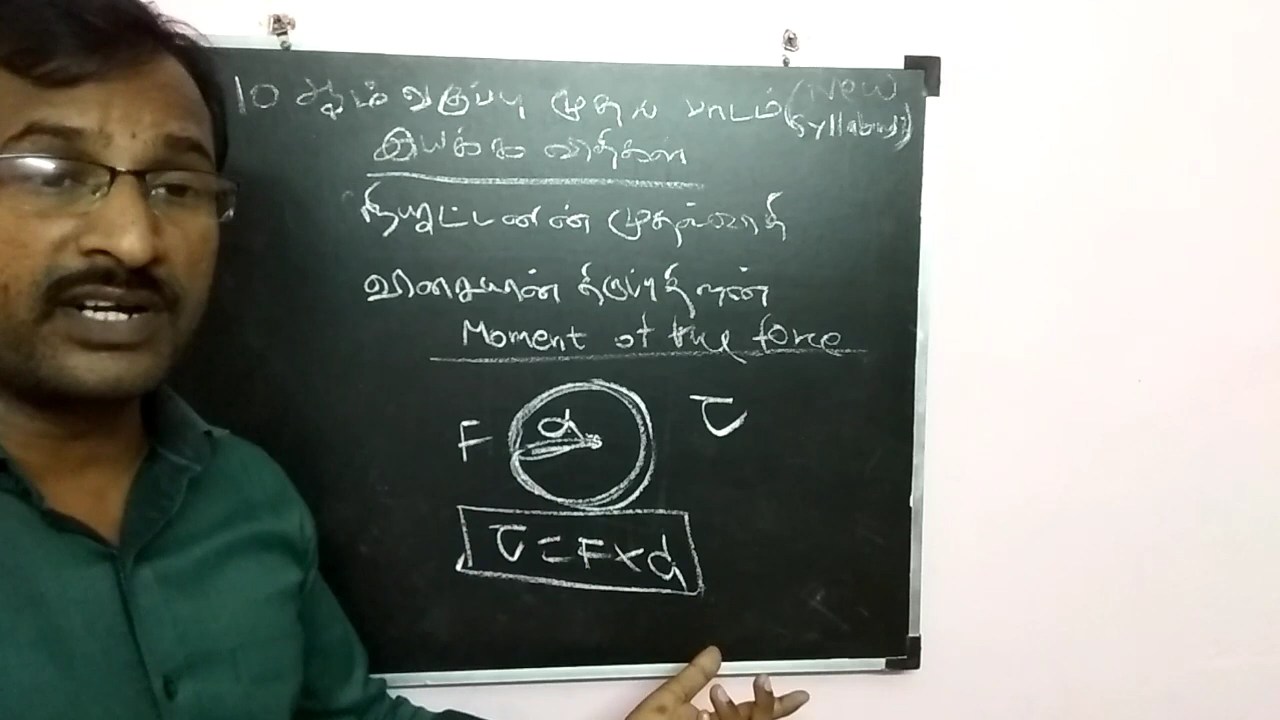 10 ஆம் வகுப்பு முதல் பாடம் (New Syllabus)
இயக்க விதிகள்
நியூட்டனின் முதல்விதி
விசையின் திருப்புதிறன்
Moment of the force
F d τ
τ = F × d